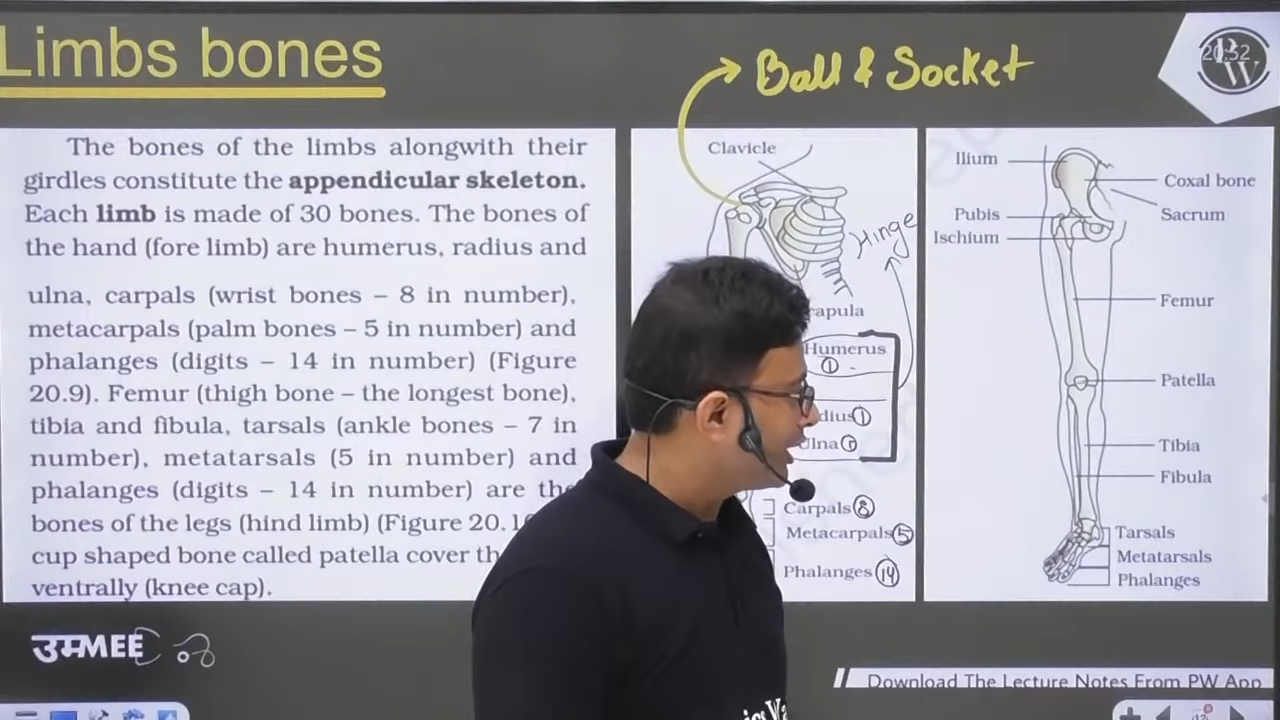 Limbs bones
Ball & Socket
20:52
PW
The bones of the limbs alongwith their
girdles constitute the appendicular skeleton.
Each limb is made of 30 bones. The bones of
the hand (fore limb) are humerus, radius and
ulna, carpals (wrist bones – 8 in number),
metacarpals (palm bones – 5 in number) and
phalanges (digits – 14 in number) (Figure
20.9). Femur (thigh bone – the longest bone),
tibia and fibula, tarsals (ankle bones – 7 in
number), metatarsals (5 in number) and
phalanges (digits – 14 in number) are the
bones of the legs (hind limb) (Figure 20.1
cup shaped bone called patella cover th
ventrally (knee cap).
Clavicle
Hinge
apula
Humerus
1
dius 1
Ulna 1
Carpals 8
Metacarpals 5
Phalanges 14
Ilium
Coxal bone
Pubis
Sacrum
Ischium
Femur
Patella
Tibia
Fibula
Tarsals
Metatarsals
Phalanges
उम्MEE
Download The Lecture Notes From PW App